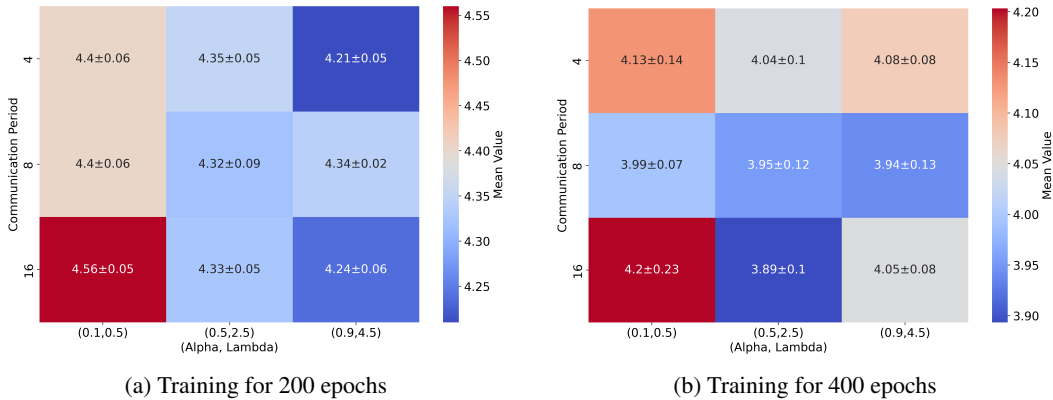 4.4±0.06 4.35±0.05 4.21±0.05
4.4±0.06 4.32±0.09 4.34±0.02
4.56±0.05 4.33±0.05 4.24±0.06
4
8
16
Communication Period
(0.1,0.5) (0.5,2.5) (0.9,4.5)
(Alpha, Lambda)
4.55
4.50
4.45
4.40
4.35
4.30
4.25
Mean Value
(a) Training for 200 epochs
4.13±0.14 4.04±0.1 4.08±0.08
3.99±0.07 3.95±0.12 3.94±0.13
4.2±0.23 3.89±0.1 4.05±0.08
4
8
16
Communication Period
(0.1,0.5) (0.5,2.5) (0.9,4.5)
(Alpha, Lambda)
4.20
4.15
4.10
4.05
4.00
3.95
3.90
Mean Value
(b) Training for 400 epochs